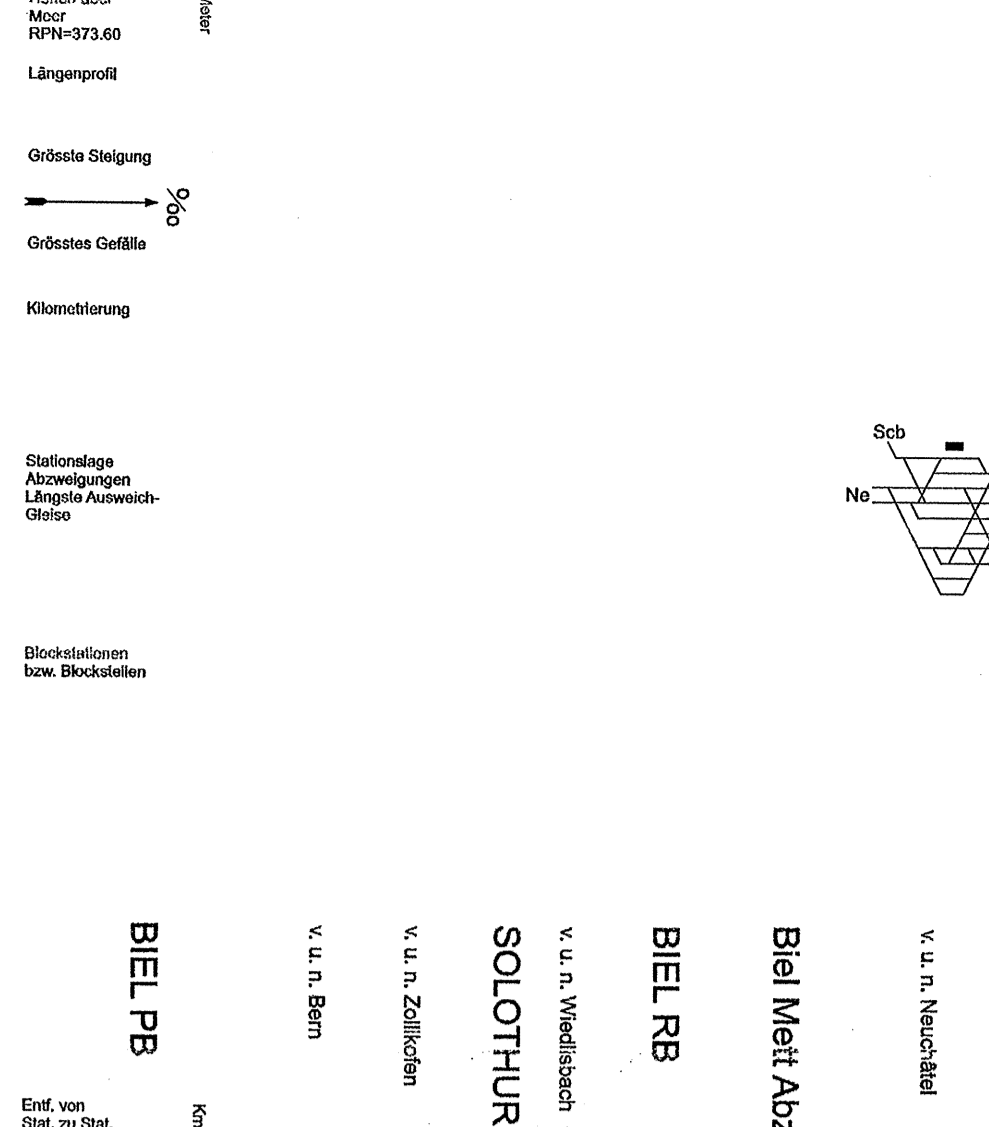 Meer
RPN=373.60
Meter
Längenprofil
Grösste Steigung
‰
Grösstes Gefälle
Kilometrierung
Stationslage
Abzweigungen
Längste Ausweich-
Gleise
Scb
Ne
Blockstationen
bzw. Blockstellen
BIEL PB
v. u. n. Bern
v. u. n. Zollikofen
SOLOTHUR
v. u. n. Wiedlisbach
BIEL RB
Biel Mett Abz
v. u. n. Neuchâtel
Entf. von
Stat. zu Stat.
Km